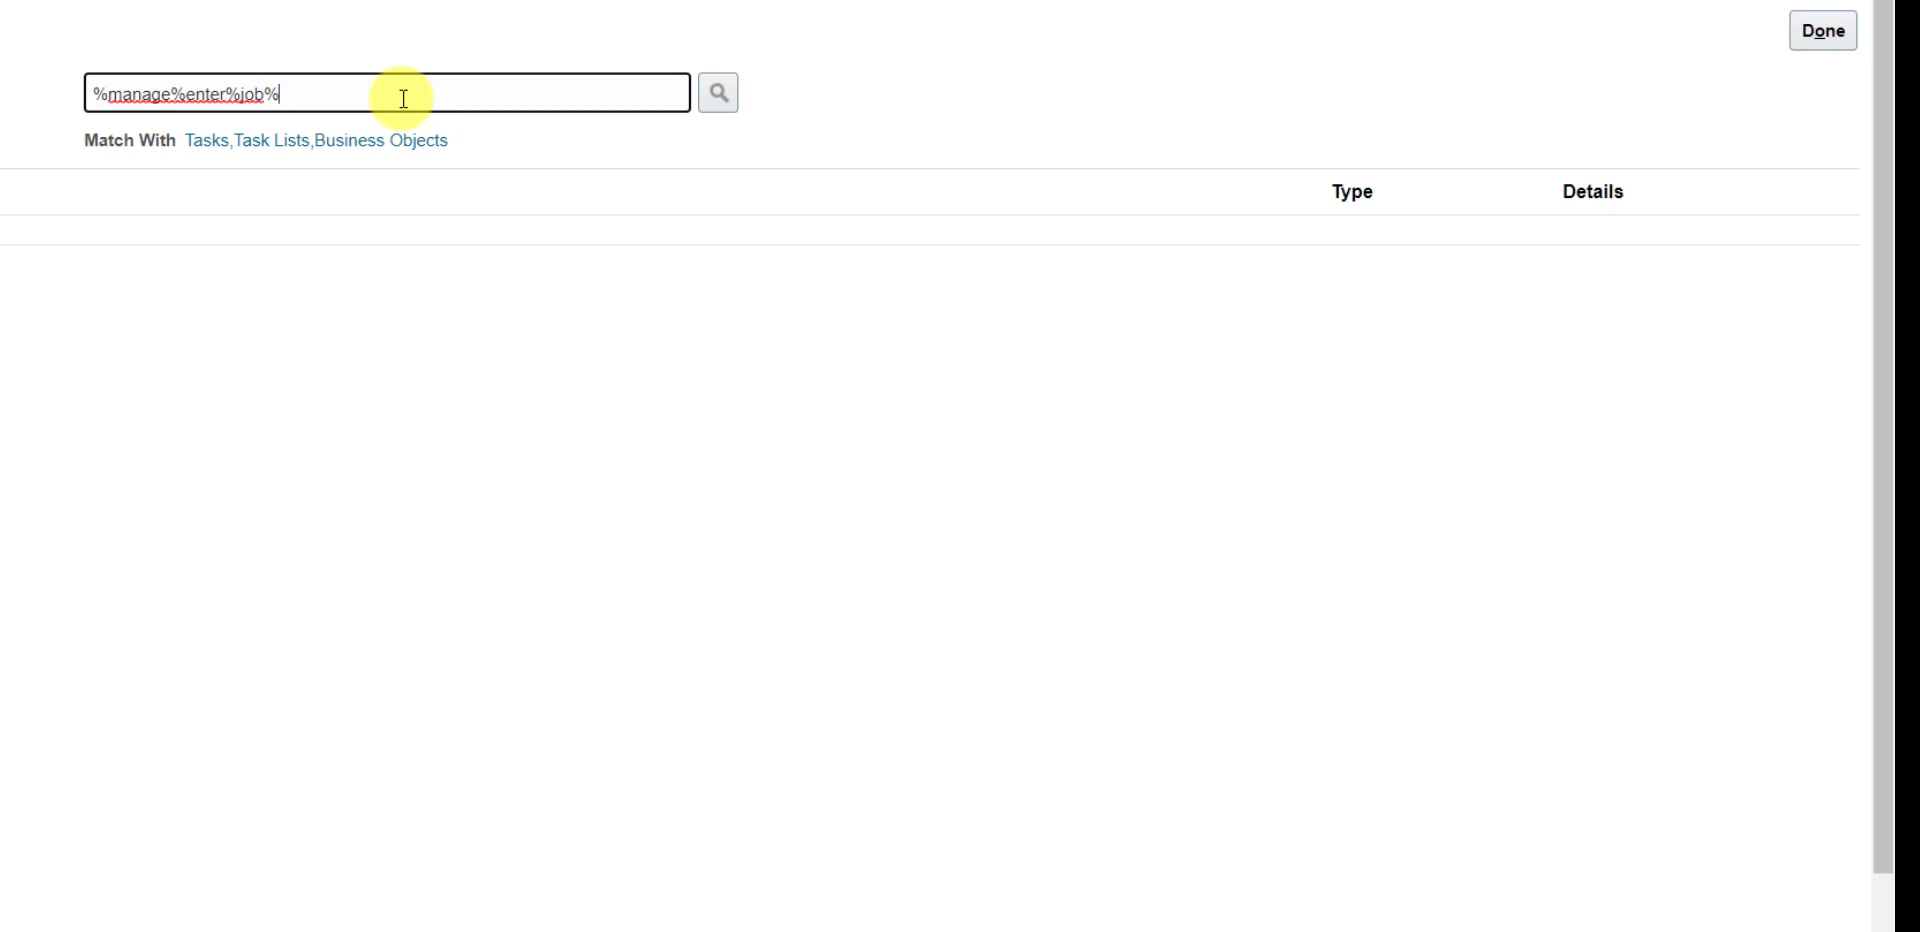 Done
%manage%enter%job%
Match With Tasks,Task Lists,Business Objects
Type Details